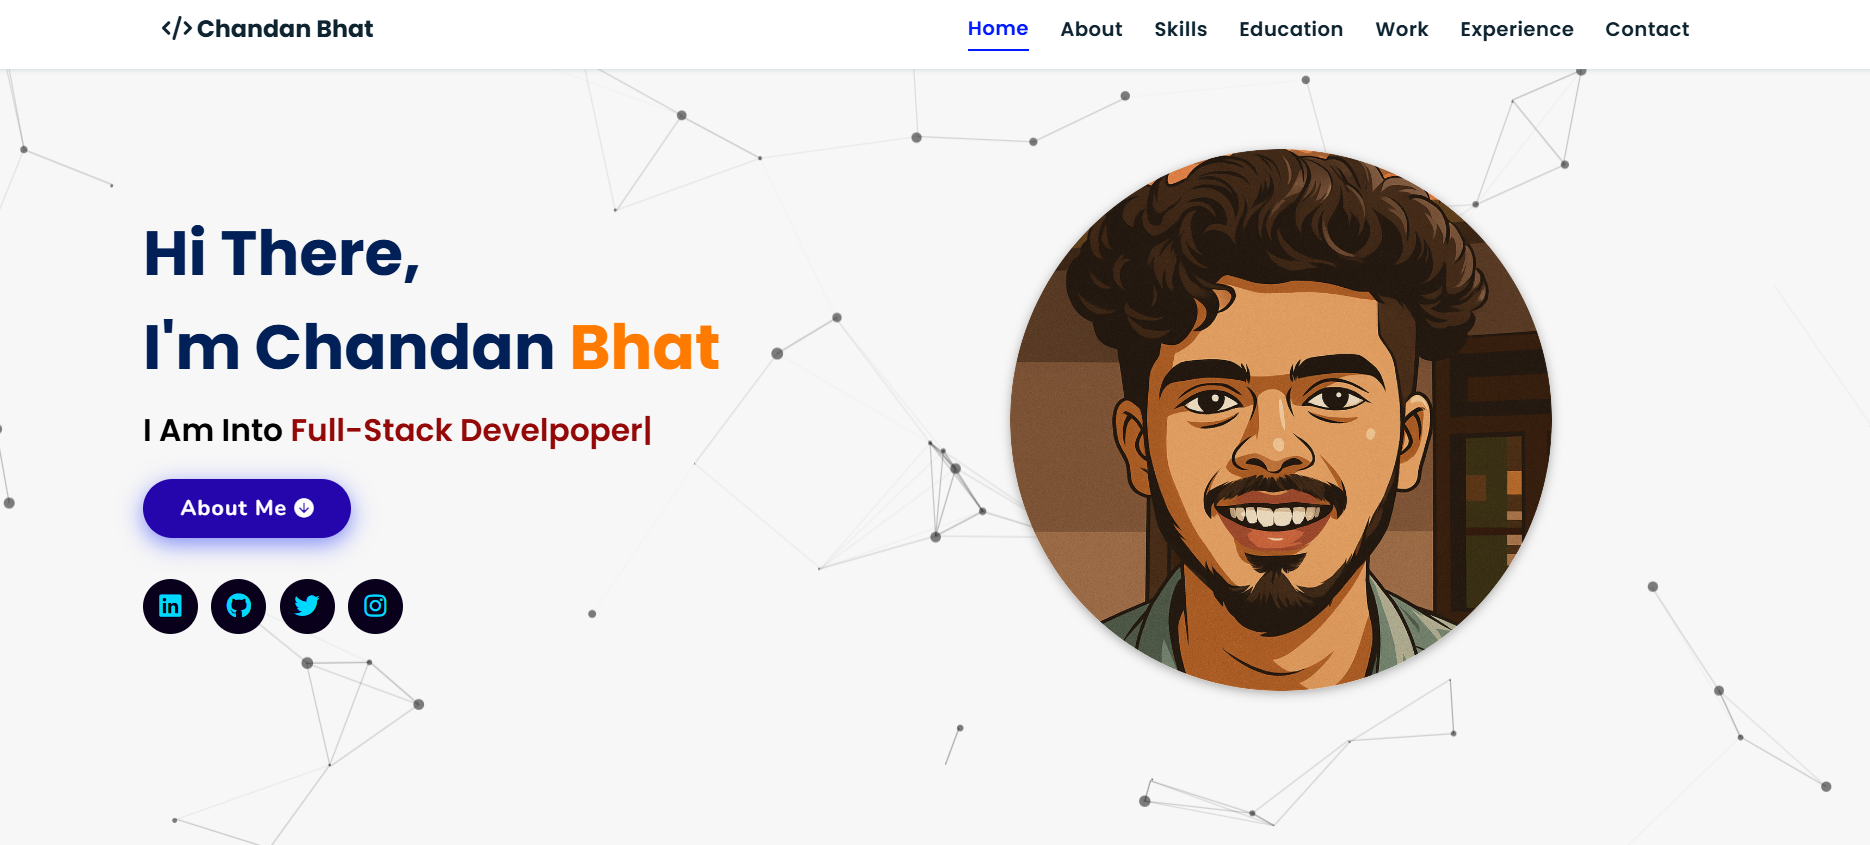 </> Chandan Bhat
Home About Skills Education Work Experience Contact
Hi There,
I'm Chandan Bhat
I Am Into Full-Stack Develpoper|
About Me
in